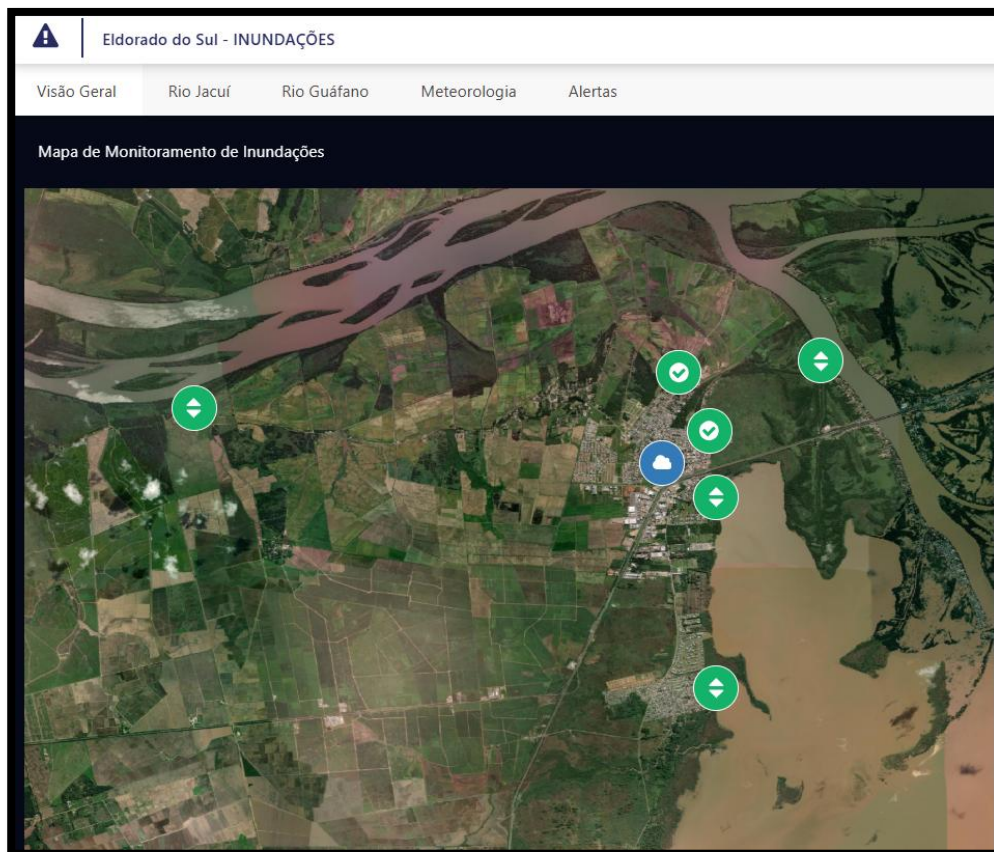 Eldorado do Sul - INUNDAÇÕES
Visão Geral Rio Jacuí Rio Guáfano Meteorologia Alertas
Mapa de Monitoramento de Inundações